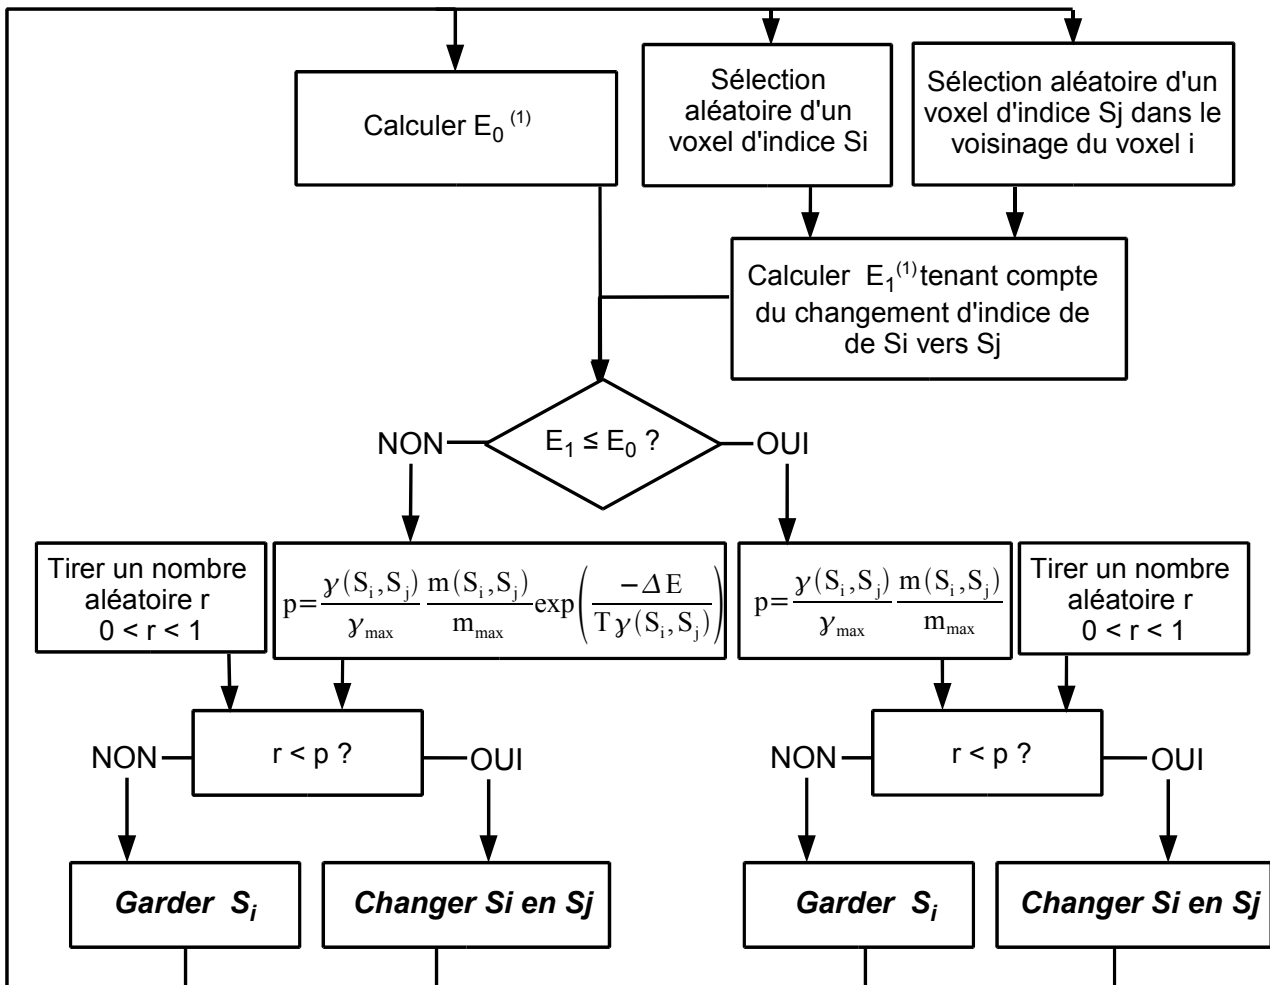 Calculer E₀ ⁽¹⁾
Sélection
aléatoire d'un
voxel d'indice Si
Sélection aléatoire d'un
voxel d'indice Sj dans le
voisinage du voxel i
Calculer E₁⁽¹⁾ tenant compte
du changement d'indice de
de Si vers Sj
E₁ ≤ E₀ ?
NON
OUI
Tirer un nombre
aléatoire r
0 < r < 1
p=γ(Sᵢ,Sⱼ)/γmax m(Sᵢ,Sⱼ)/mmax exp(−ΔE/Tγ(Sᵢ,Sⱼ))
p=γ(Sᵢ,Sⱼ)/γmax m(Sᵢ,Sⱼ)/mmax
Tirer un nombre
aléatoire r
0 < r < 1
NON
r < p ?
OUI
NON
r < p ?
OUI
Garder Sᵢ
Changer Si en Sj
Garder Sᵢ
Changer Si en Sj